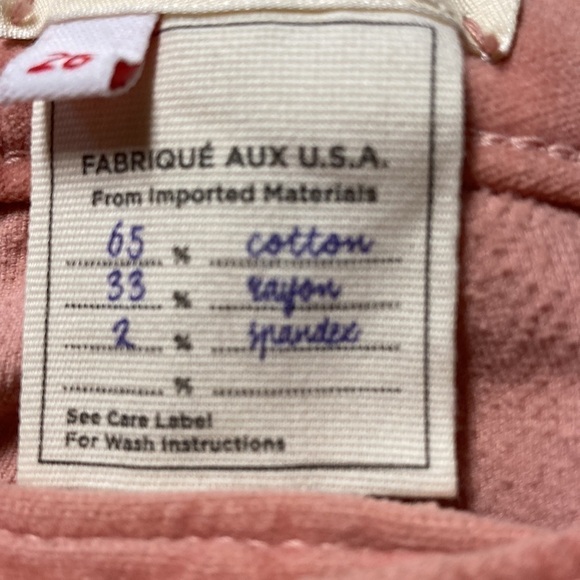 26
FABRIQUÉ AUX U.S.A.
From Imported Materials
65 % cotton
33 % rayon
2 % spandex
%
See Care Label
For Wash Instructions